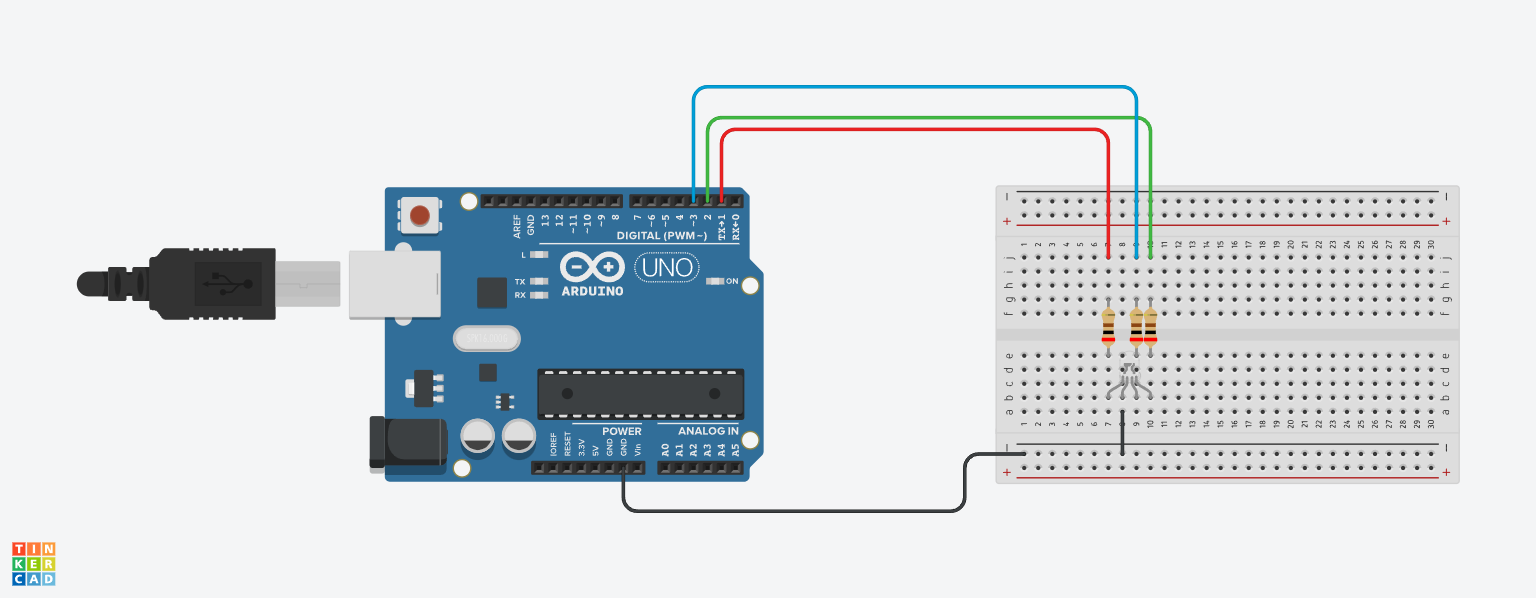 AREF
GND
13
12
~11
~10
~9
8
7
~6
~5
4
~3
2
TX→1
RX←0
DIGITAL (PWM~)
L
TX
RX
ARDUINO
UNO
ON
POWER
ANALOG IN
IOREF
RESET
3.3V
5V
GND
GND
Vin
A0
A1
A2
A3
A4
A5
− −
+ +
1 2 3 4 5 6 7 8 9 10 11 12 13 14 15 16 17 18 19 20 21 22 23 24 25 26 27 28 29 30
j j
i i
h h
g g
f f
e e
d d
c c
b b
a a
1 2 3 4 5 6 7 8 9 10 11 12 13 14 15 16 17 18 19 20 21 22 23 24 25 26 27 28 29 30
− −
+ +
TIN
KER
CAD